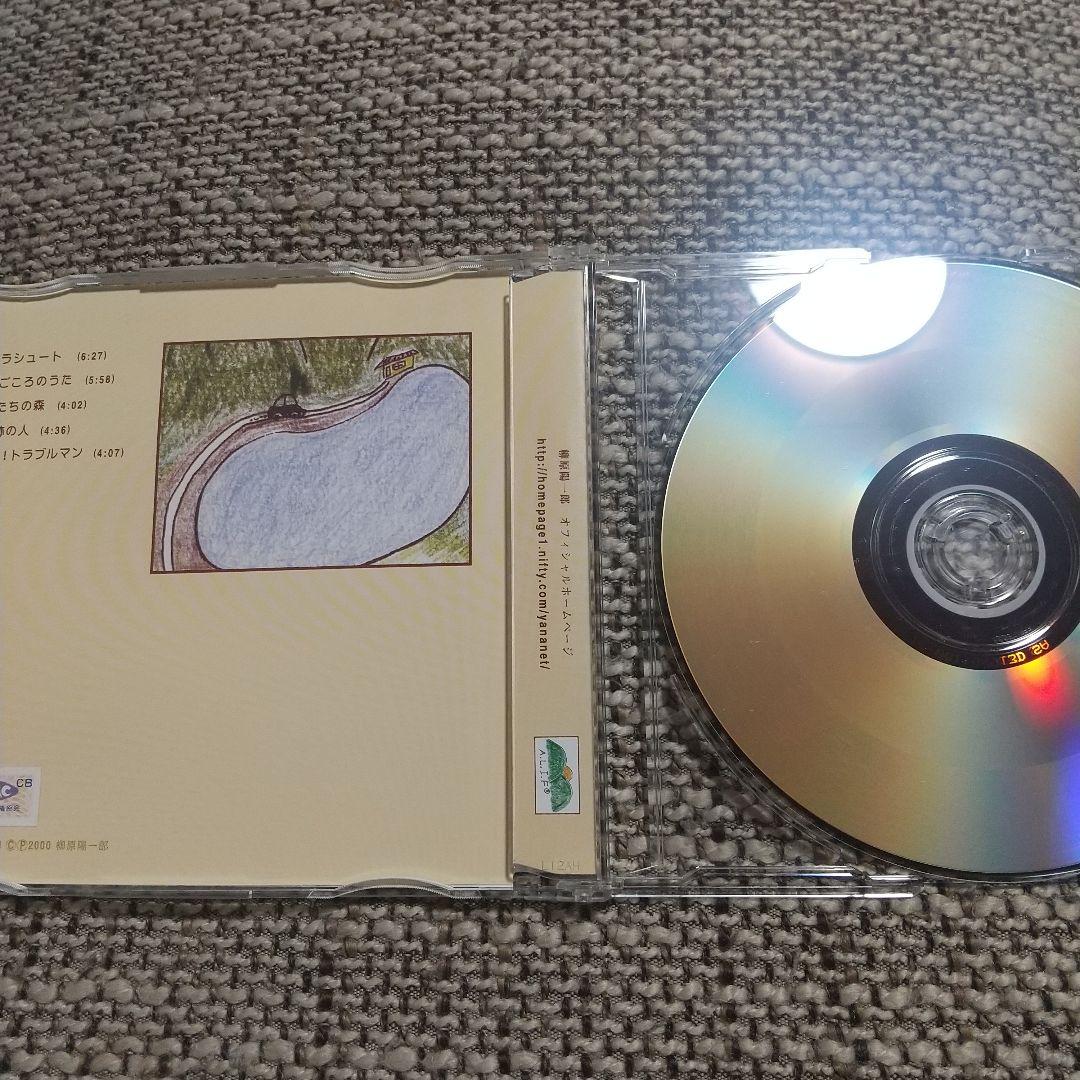 ラシュート (6:27)
ごころのうた (5:58)
たちの森 (4:02)
の人 (4:36)
！トラブルマン (4:07)
柳原陽一郎 オフィシャルホームページ
http://homepage1.nifty.com/yananet/
A.L.I.F®
C CB
ⒸⓅ2000 柳原陽一郎